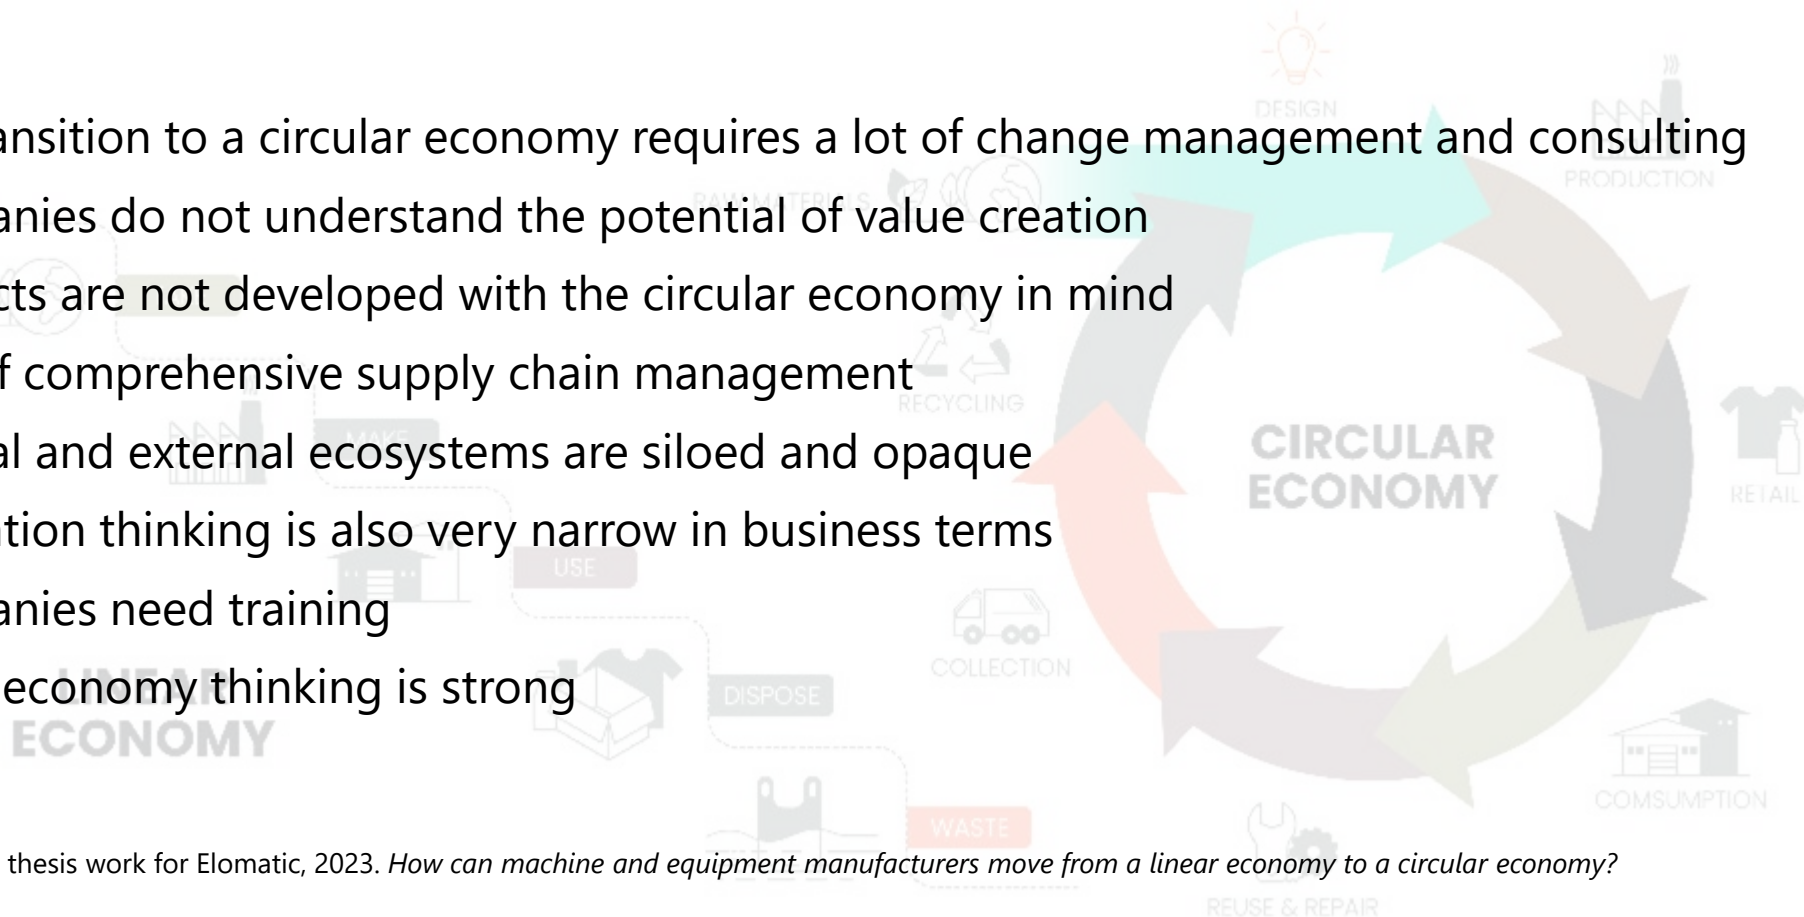 DESIGN
ansition to a circular economy requires a lot of change management and consulting
PRODUCTION
RAW MATERIALS
anies do not understand the potential of value creation
cts are not developed with the circular economy in mind
f comprehensive supply chain management
RECYCLING
MAKE
al and external ecosystems are siloed and opaque
CIRCULAR
ECONOMY
RETAIL
ation thinking is also very narrow in business terms
USE
anies need training
COLLECTION
LINEAR
economy thinking is strong
DISPOSE
ECONOMY
COMSUMPTION
WASTE
thesis work for Elomatic, 2023. How can machine and equipment manufacturers move from a linear economy to a circular economy?
REUSE & REPAIR